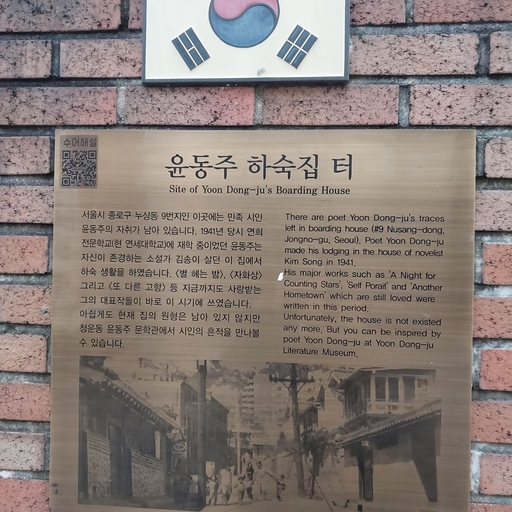 수어해설
윤동주 하숙집 터
Site of Yoon Dong-ju's Boarding House
서울시 종로구 누상동 9번지인 이곳에는 민족 시인
윤동주의 자취가 남아 있습니다. 1941년 당시 연희
전문학교(현 연세대학교)에 재학 중이었던 윤동주는
자신이 존경하는 소설가 김송이 살던 이 집에서
하숙 생활을 하였습니다. 〈별 헤는 밤〉, 〈자화상〉
그리고 〈또 다른 고향〉 등 지금까지도 사랑받는
그의 대표작들이 바로 이 시기에 쓰였습니다.
아쉽게도 현재 집의 원형은 남아 있지 않지만
청운동 윤동주 문학관에서 시인의 흔적을 만나볼
수 있습니다.
There are poet Yoon Dong-ju's traces
left in boarding house (#9 Nusang-dong,
Jongno-gu, Seoul). Poet Yoon Dong-ju
made his lodging in the house of novelist
Kim Song in 1941.
His major works such as 'A Night for
Counting Stars', 'Self Porait' and 'Another
Hometown' which are still loved were
written in this period.
Unfortunately, the house is not existed
any more. But you can be inspired by
poet Yoon Dong-ju at Yoon Dong-ju
Literature Museum.